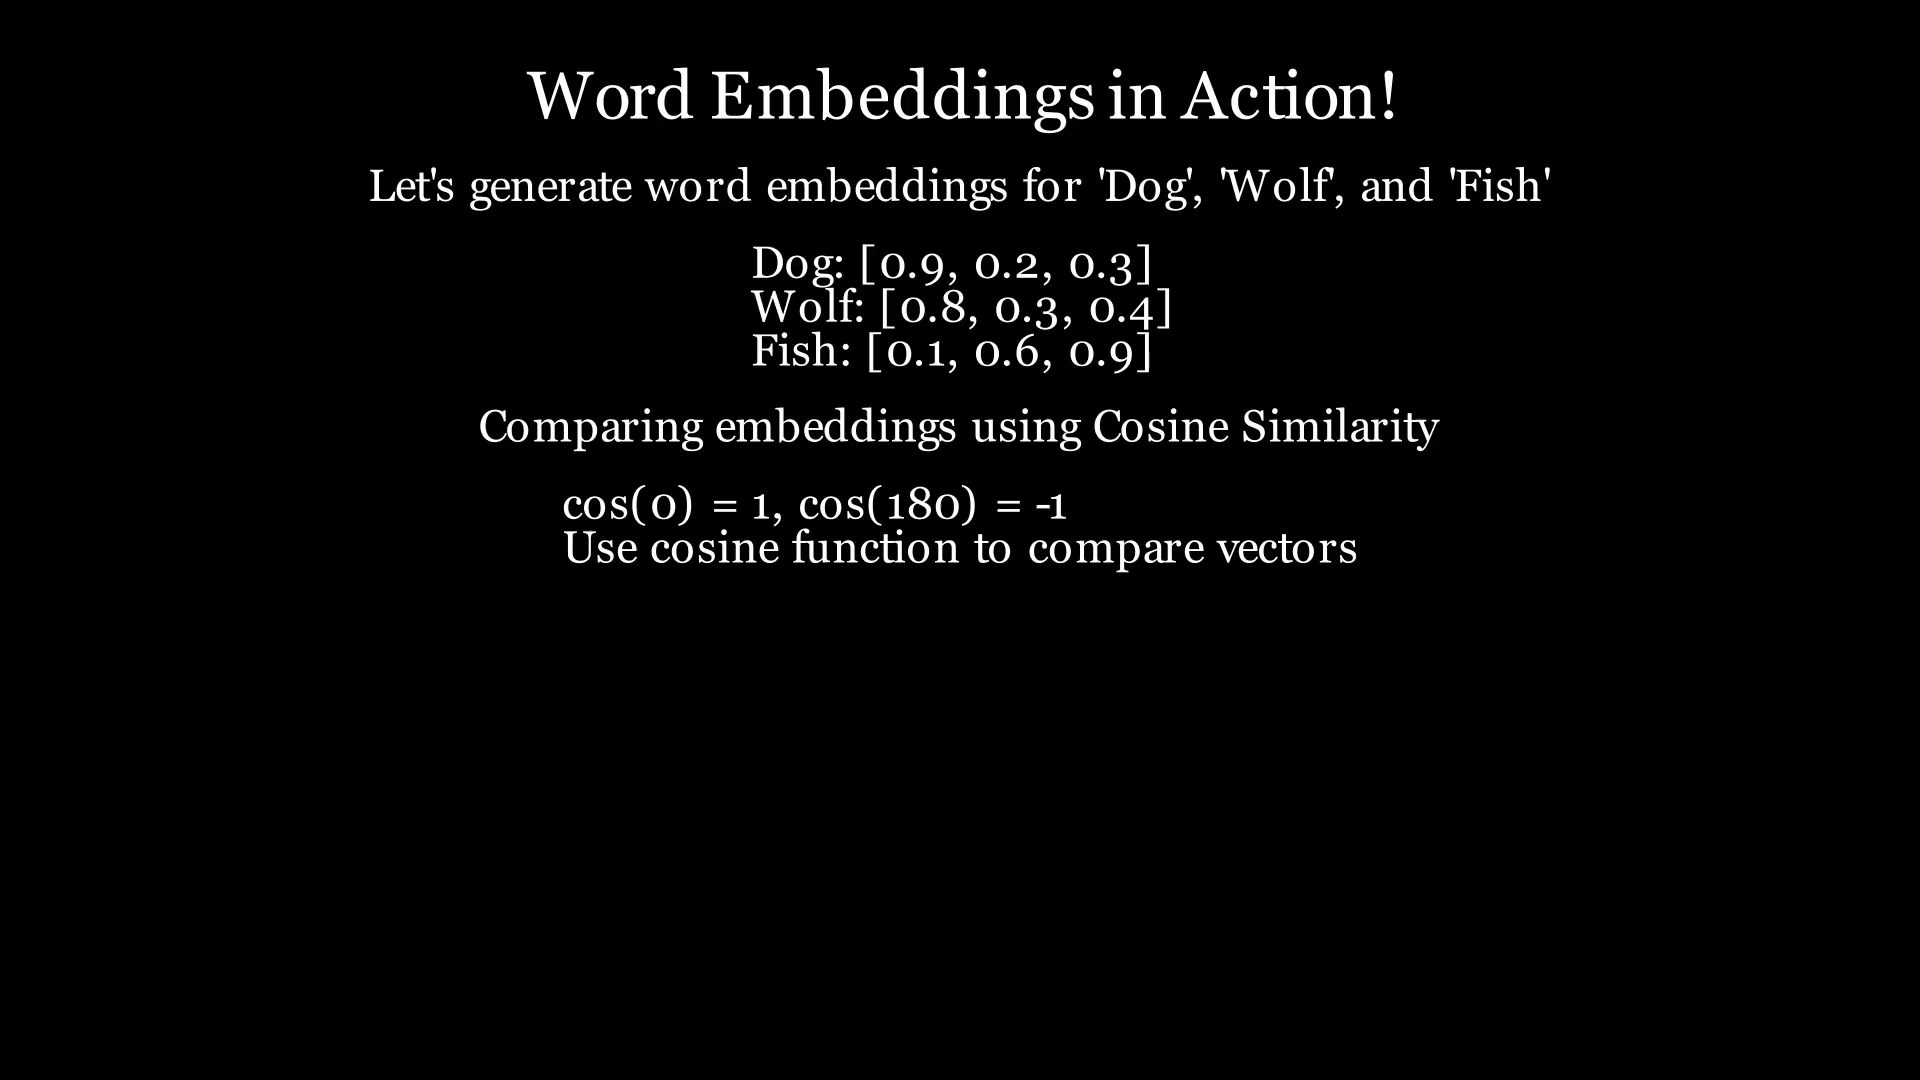 Word Embeddings in Action!
Let's generate word embeddings for 'Dog', 'Wolf', and 'Fish'
Dog: [0.9, 0.2, 0.3]
Wolf: [0.8, 0.3, 0.4]
Fish: [0.1, 0.6, 0.9]
Comparing embeddings using Cosine Similarity
cos(0) = 1, cos(180) = -1
Use cosine function to compare vectors